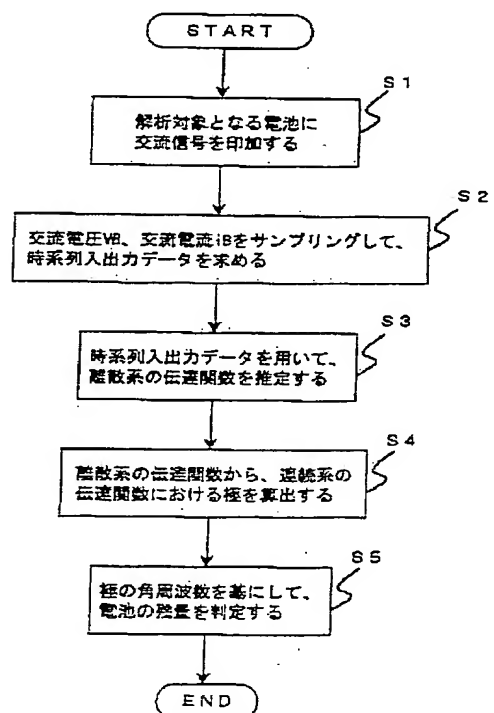 START
S1
解析対象となる電池に
交流信号を印加する
S2
交流電圧VB、交流電流iBをサンプリングして、
時系列入出力データを求める
S3
時系列入出力データを用いて、
離散系の伝達関数を推定する
S4
離散系の伝達関数から、連続系の
伝達関数における極を算出する
S5
極の角周波数を基にして、
電池の残量を判定する
END